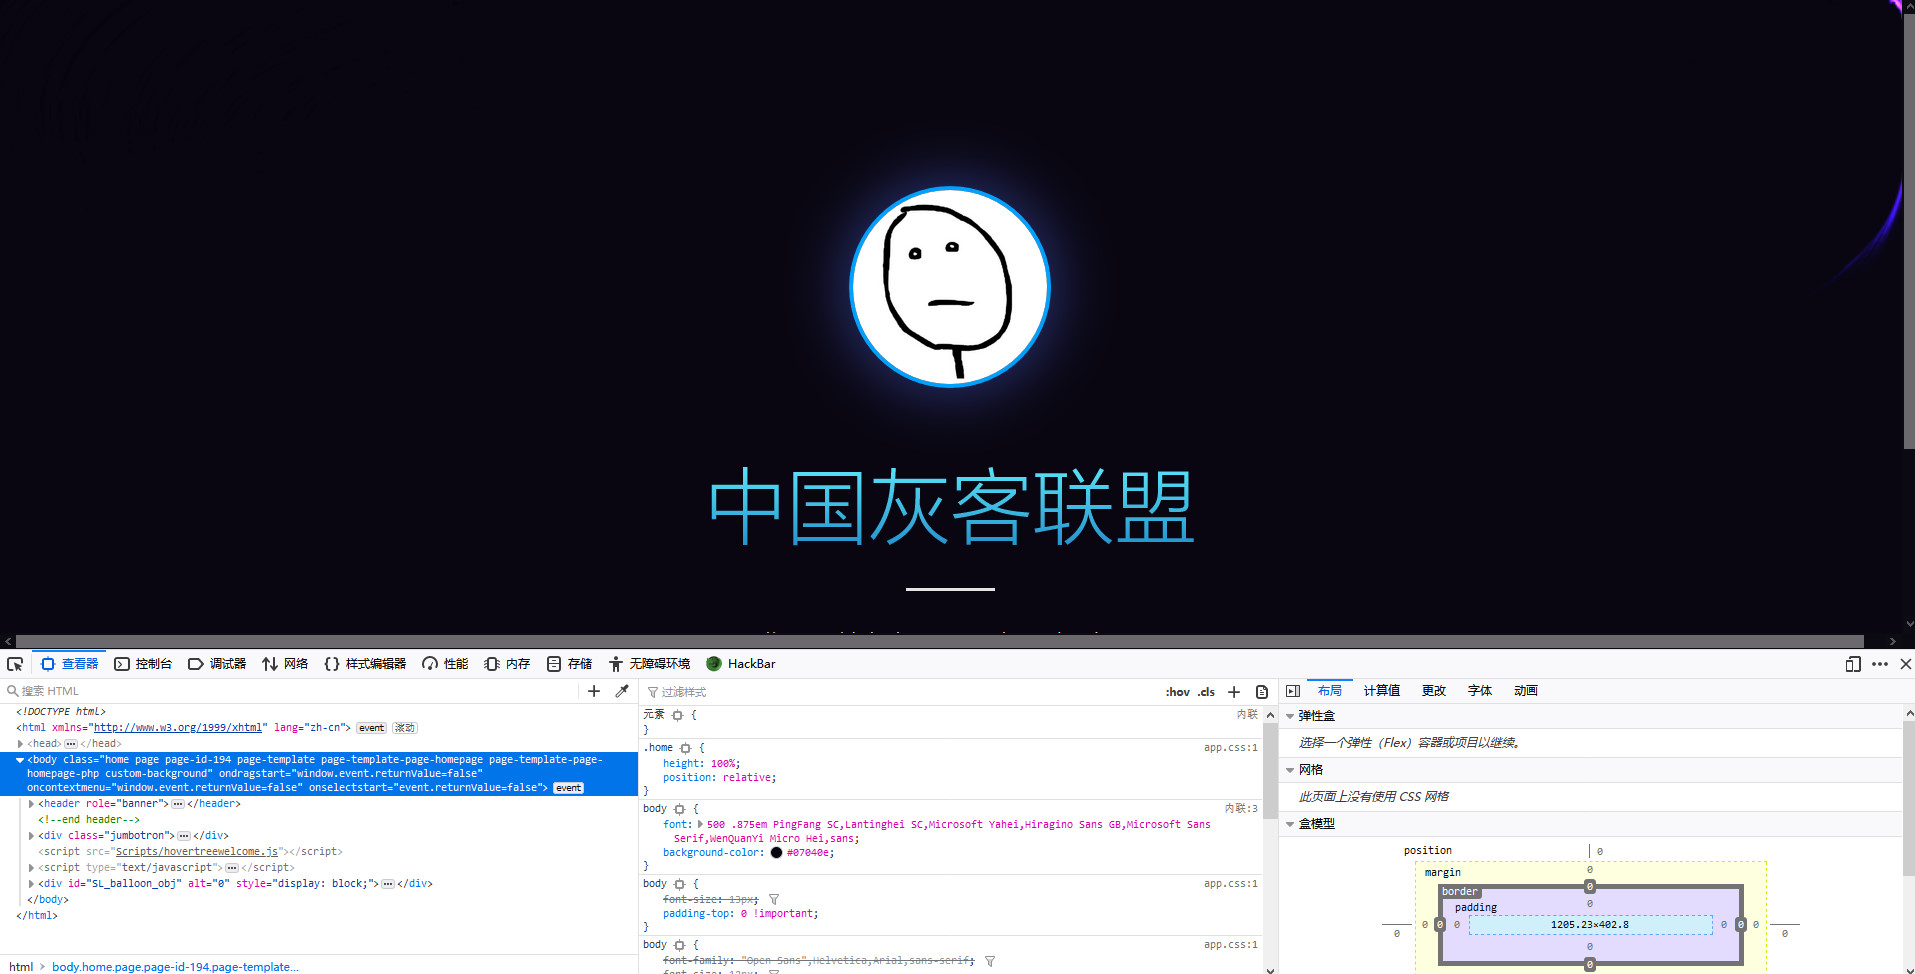 中国灰客联盟
查看器 控制台 调试器 网络 样式编辑器 性能 内存 存储 无障碍环境 HackBar
搜索 HTML
<!DOCTYPE html>
<html xmlns="http://www.w3.org/1999/xhtml" lang="zh-cn"> event 滚动
<head> ••• </head>
<body class="home page page-id-194 page-template page-template-page-homepage page-template-page-
homepage-php custom-background" ondragstart="window.event.returnValue=false"
oncontextmenu="window.event.returnValue=false" onselectstart="event.returnValue=false"> event
<header role="banner"> ••• </header>
<!--end header-->
<div class="jumbotron"> ••• </div>
<script src="Scripts/hovertreewelcome.js"></script>
<script type="text/javascript"> ••• </script>
<div id="SL_balloon_obj" alt="0" style="display: block;"> ••• </div>
</body>
</html>
html > body.home.page.page-id-194.page-template...
过滤样式 :hov .cls
元素 { 内联
}
.home { app.css:1
height: 100%;
position: relative;
}
body { 内联:3
font: 500 .875em PingFang SC,Lantinghei SC,Microsoft Yahei,Hiragino Sans GB,Microsoft Sans
Serif,WenQuanYi Micro Hei,sans;
background-color: #07040e;
}
body { app.css:1
font-size: 13px;
padding-top: 0 !important;
}
body { app.css:1
font-family: "Open Sans",Helvetica,Arial,sans-serif;
布局 计算值 更改 字体 动画
弹性盒
选择一个弹性（Flex）容器或项目以继续。
网格
此页面上没有使用 CSS 网格
盒模型
position 0
margin 0
border 0
padding 0
0 0 0 0 1205.23×402.8 0 0 0 0
0
0